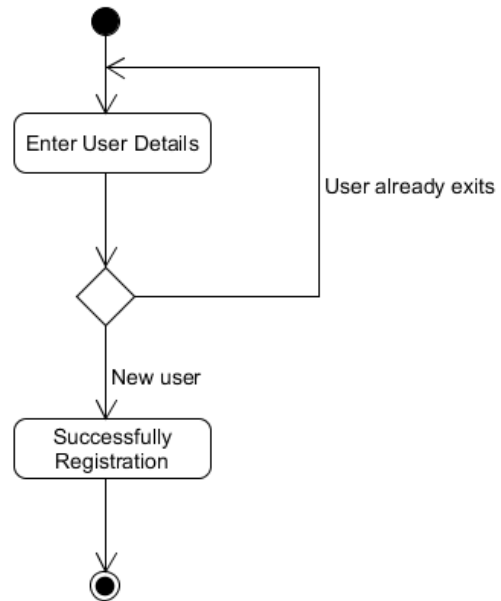 Enter User Details
User already exits
New user
Successfully
Registration